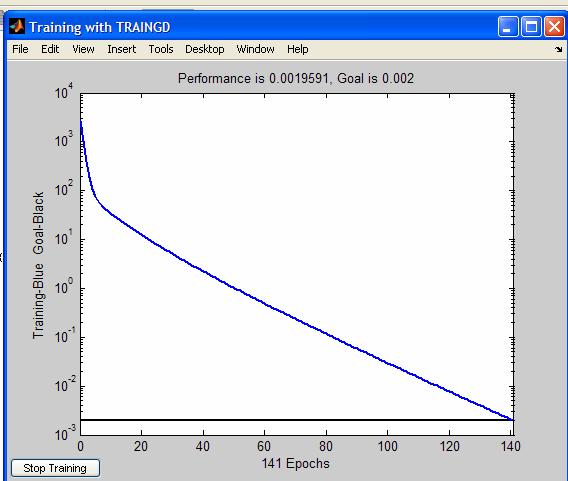 Training with TRAINGD
File Edit View Insert Tools Desktop Window Help
Performance is 0.0019591, Goal is 0.002
10^4
10^3
10^2
10^1
10^0
10^-1
10^-2
10^-3
Training-Blue Goal-Black
0 20 40 60 80 100 120 140
141 Epochs
Stop Training